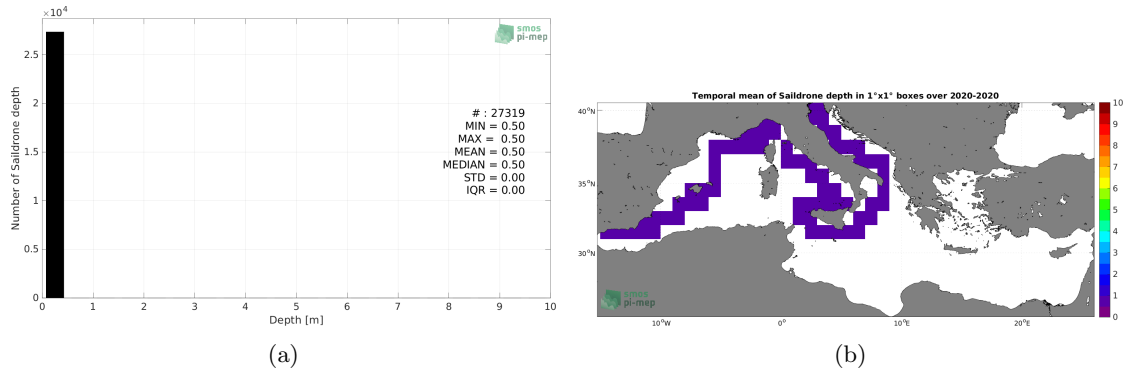 ×10⁴
smos
pi-mep
2.5
2
1.5
1
0.5
0
Number of Saildrone depth
# : 27319
MIN = 0.50
MAX = 0.50
MEAN = 0.50
MEDIAN = 0.50
STD = 0.00
IQR = 0.00
0 1 2 3 4 5 6 7 8 9 10
Depth [m]
(a)
Temporal mean of Saildrone depth in 1°x1° boxes over 2020-2020
40°N
35°N
30°N
10°W 0° 10°E 20°E
smos
pi-mep
10
9
8
7
6
5
4
3
2
1
0
(b)